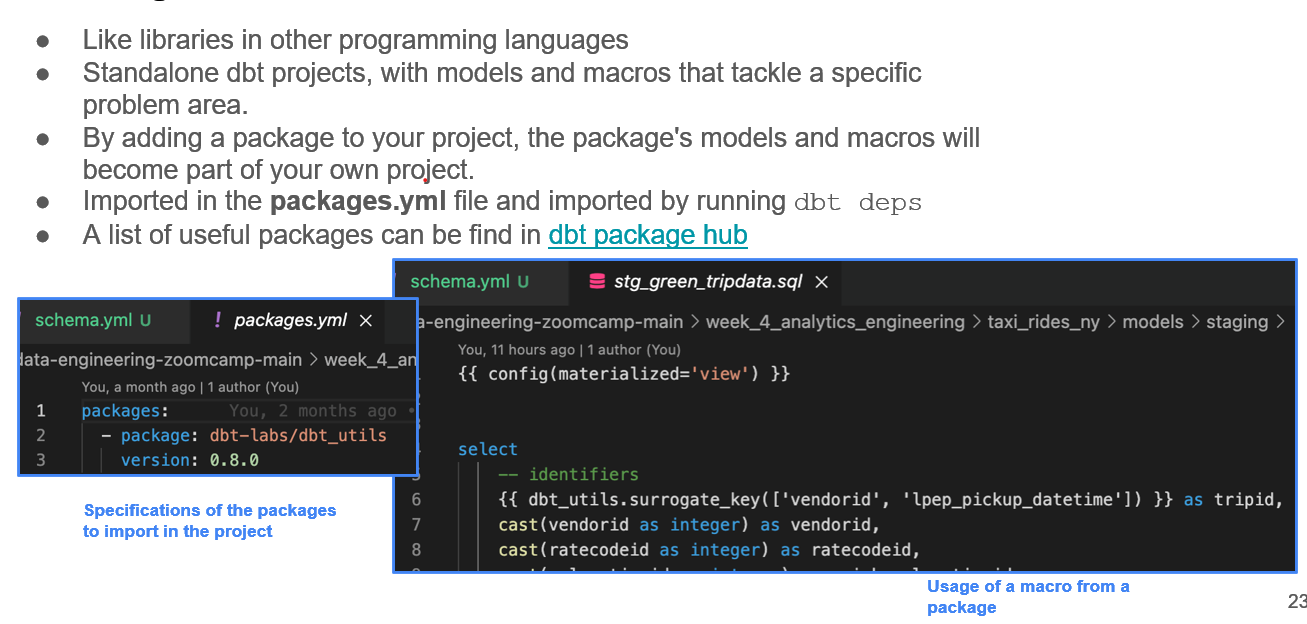 Like libraries in other programming languages
Standalone dbt projects, with models and macros that tackle a specific
problem area.
By adding a package to your project, the package's models and macros will
become part of your own project.
Imported in the packages.yml file and imported by running dbt deps
A list of useful packages can be find in dbt package hub
schema.yml U
! packages.yml ×
data-engineering-zoomcamp-main > week_4_an
You, a month ago | 1 author (You)
1 packages: You, 2 months ago •
2 - package: dbt-labs/dbt_utils
3 version: 0.8.0
Specifications of the packages
to import in the project
schema.yml U
stg_green_tripdata.sql ×
a-engineering-zoomcamp-main > week_4_analytics_engineering > taxi_rides_ny > models > staging >
You, 11 hours ago | 1 author (You)
{{ config(materialized='view') }}
select
5 -- identifiers
6 {{ dbt_utils.surrogate_key(['vendorid', 'lpep_pickup_datetime']) }} as tripid,
7 cast(vendorid as integer) as vendorid,
8 cast(ratecodeid as integer) as ratecodeid,
Usage of a macro from a
package
23